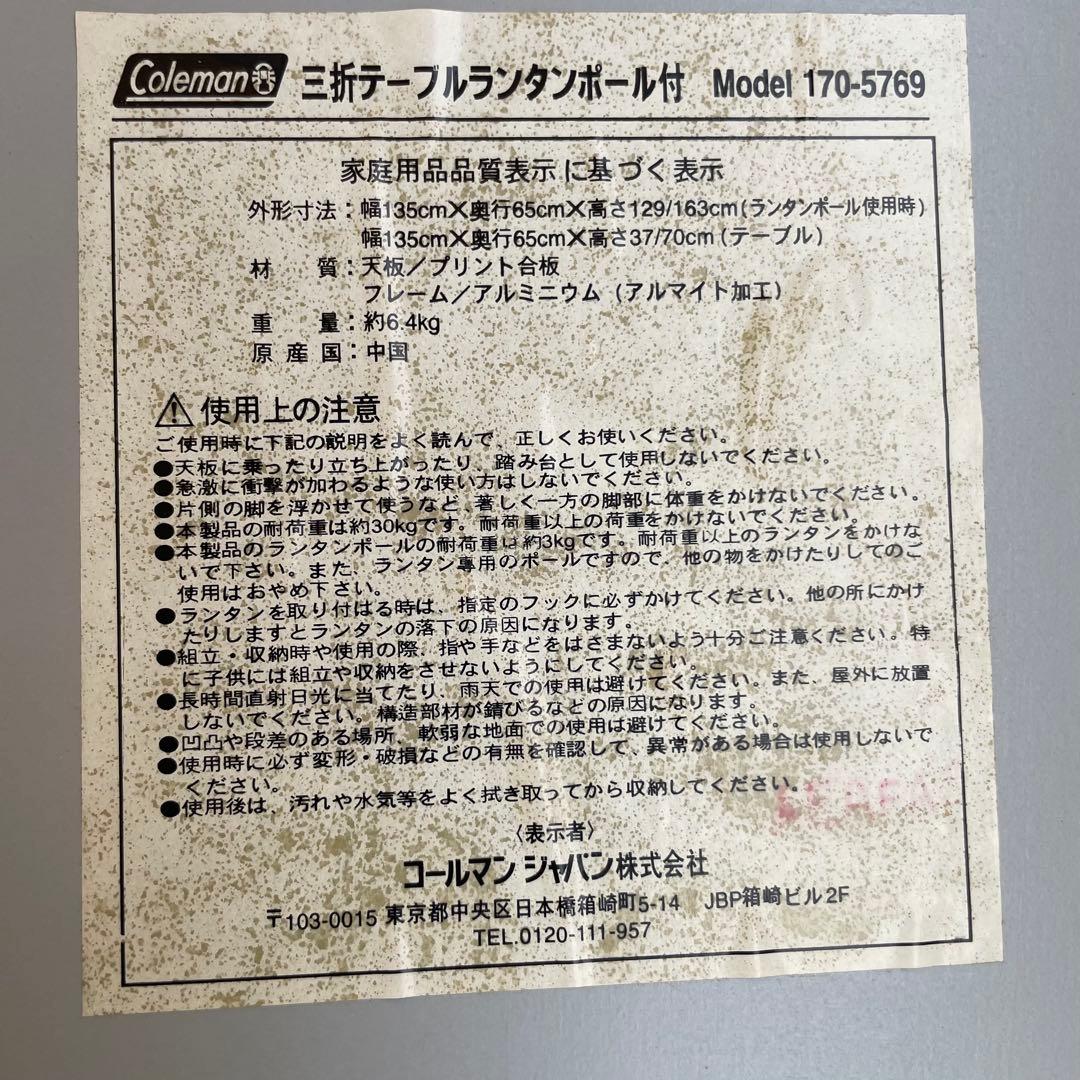 Coleman 三折テーブルランタンポール付 Model 170-5769
家庭用品品質表示に基づく表示
外形寸法：幅135cm×奥行65cm×高さ129/163cm（ランタンポール使用時）
幅135cm×奥行65cm×高さ37/70cm（テーブル）
材 質：天板／プリント合板
フレーム／アルミニウム（アルマイト加工）
重 量：約6.4kg
原産国：中国
⚠使用上の注意
ご使用時に下記の説明をよく読んで、正しくお使いください。
●天板に乗ったり立ち上がったり、踏み台として使用しないでください。
●急激に衝撃が加わるような使い方はしないでください。
●片側の脚を浮かせて使うなど、著しく一方の脚部に体重をかけないでください。
●本製品の耐荷重は約30kgです。耐荷重以上の荷重をかけないでください。
●本製品のランタンポールの耐荷重は約3kgです。耐荷重以上のランタンをかけな
いで下さい。また、ランタン専用のポールですので、他の物をかけたりしてのご
使用はおやめ下さい。
●ランタンを取り付はる時は、指定のフックに必ずかけてください。他の所にかけ
たりしますとランタンの落下の原因になります。
●組立・収納時や使用の際、指や手などをはさまないよう十分ご注意ください。特
に子供には組立や収納をさせないようにしてください。
●長時間直射日光に当てたり、雨天での使用は避けてください。また、屋外に放置
しないでください。構造部材が錆びるなどの原因になります。
●凹凸や段差のある場所、軟弱な地面での使用は避けてください。
●使用時に必ず変形・破損などの有無を確認して、異常がある場合は使用しないで
ください。
●使用後は、汚れや水気等をよく拭き取ってから収納してください。
〈表示者〉
コールマン ジャパン株式会社
〒103-0015 東京都中央区日本橋箱崎町5-14 JBP箱崎ビル2F
TEL.0120-111-957